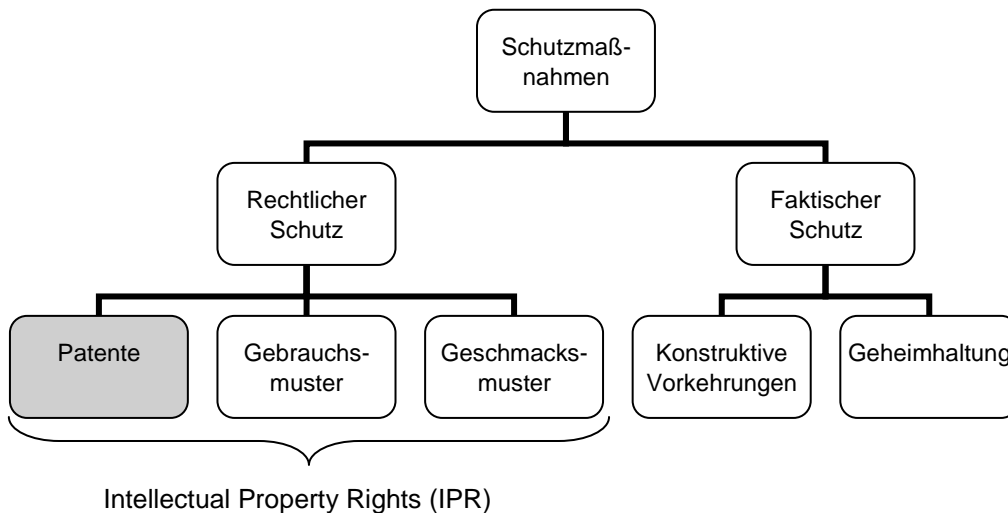 Schutzmaß-
nahmen
Rechtlicher
Schutz
Faktischer
Schutz
Patente
Gebrauchs-
muster
Geschmacks-
muster
Konstruktive
Vorkehrungen
Geheimhaltung
Intellectual Property Rights (IPR)